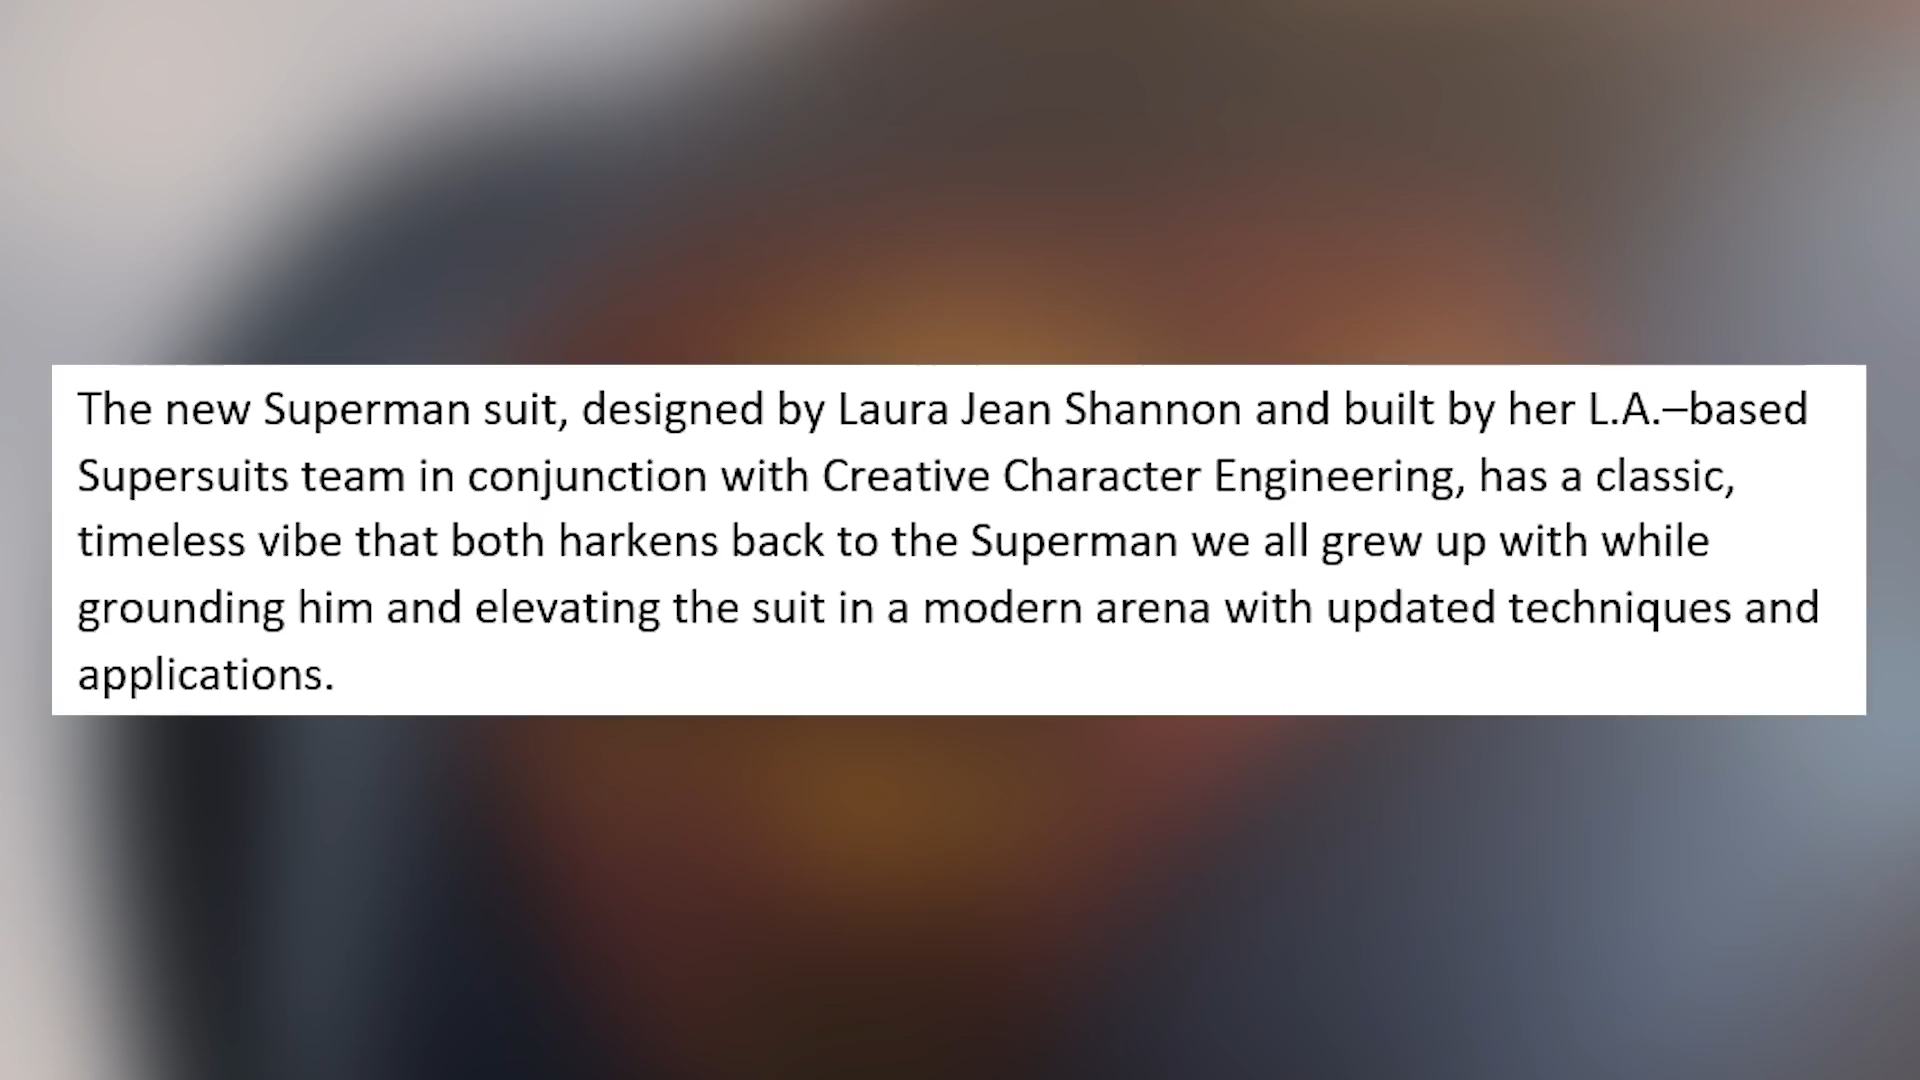 The new Superman suit, designed by Laura Jean Shannon and built by her L.A.–based
Supersuits team in conjunction with Creative Character Engineering, has a classic,
timeless vibe that both harkens back to the Superman we all grew up with while
grounding him and elevating the suit in a modern arena with updated techniques and
applications.